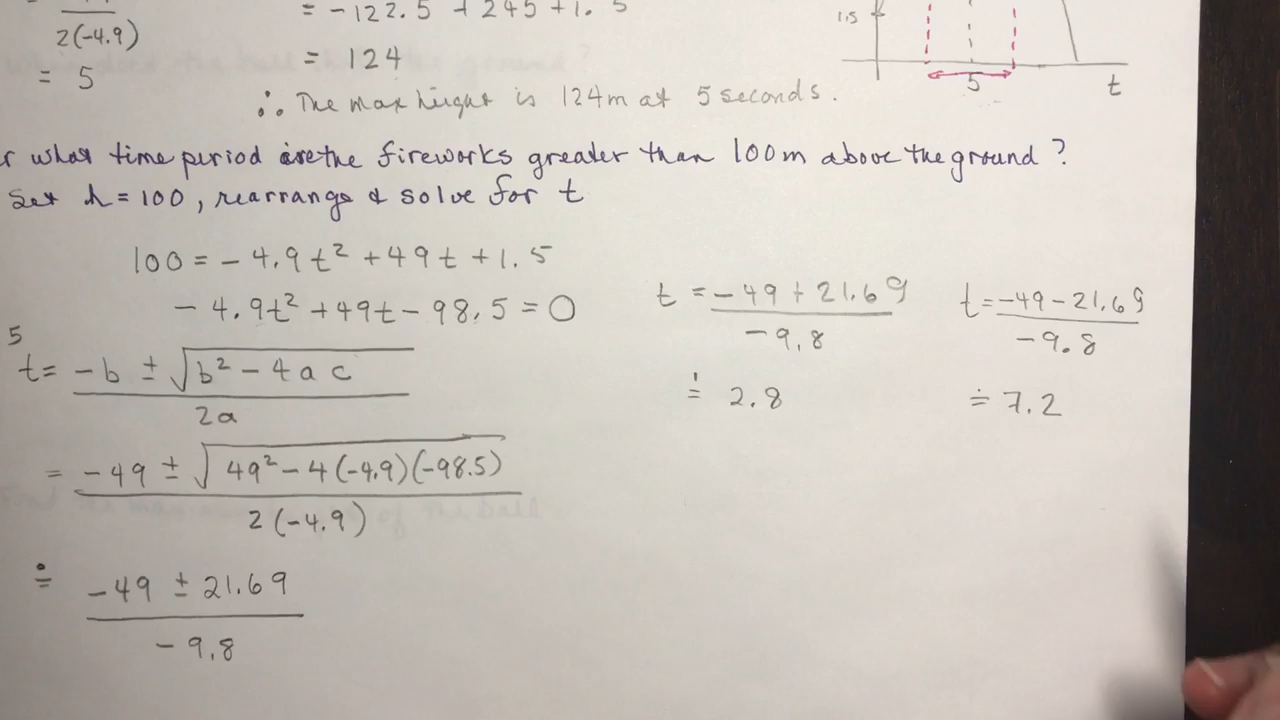 2(-4.9)
= 5
= -122.5 + 245 + 1.5
= 124
∴ The max height is 124m at 5 seconds.
1.5
5
t
r what time period are the fireworks greater than 100m above the ground?
Set h = 100, rearrange & solve for t
100 = -4.9t² + 49t + 1.5
-4.9t² + 49t - 98.5 = 0
5
t = -b ± √b² - 4ac
2a
= -49 ± √49² - 4(-4.9)(-98.5)
2(-4.9)
≐ -49 ± 21.69
-9.8
t = -49 + 21.69
-9.8
≐ 2.8
t = -49 - 21.69
-9.8
≐ 7.2